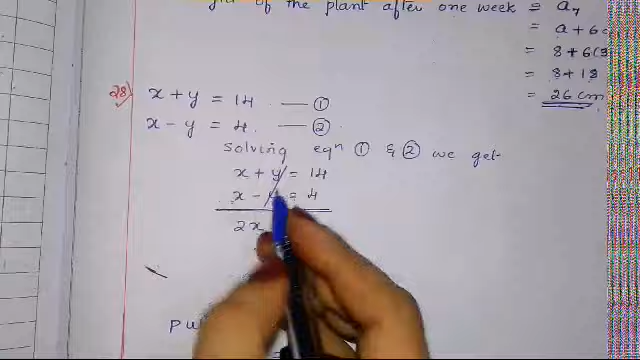 of the plant after one week = a₇
= a + 6
= 8 + 6(3
= 8 + 18
= 26 cm
28) x + y = 14 —— ①
x - y = 4. —— ②
Solving eqn ① & ② we get
x + y = 14
x - y = 4
2x
PU